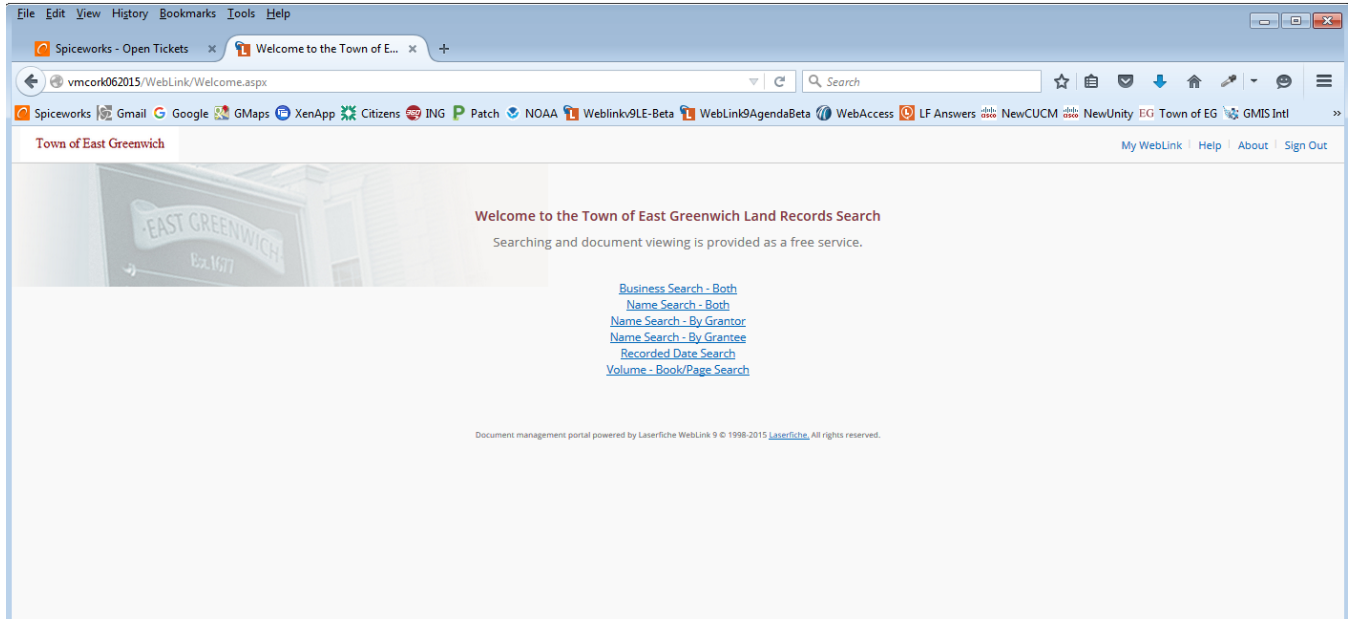 File Edit View History Bookmarks Tools Help
Spiceworks - Open Tickets × Welcome to the Town of E... × +
vmcork062015/WebLink/Welcome.aspx Search
Spiceworks Gmail Google GMaps XenApp Citizens ING Patch NOAA Weblinkv9LE-Beta WebLink9AgendaBeta WebAccess LF Answers NewCUCM NewUnity EG Town of EG GMIS Intl »
Town of East Greenwich My WebLink | Help | About | Sign Out
EAST GREENWICH
Est. 1677
Welcome to the Town of East Greenwich Land Records Search
Searching and document viewing is provided as a free service.
Business Search - Both
Name Search - Both
Name Search - By Grantor
Name Search - By Grantee
Recorded Date Search
Volume - Book/Page Search
Document management portal powered by Laserfiche WebLink 9 © 1998-2015 Laserfiche. All rights reserved.